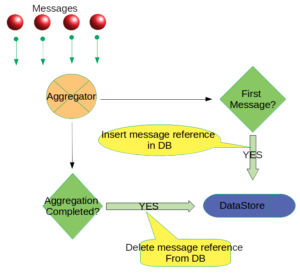 Messages
Aggregator
First
Message?
Insert message reference
in DB
YES
Aggregation
Completed?
YES
DataStore
Delete message reference
From DB